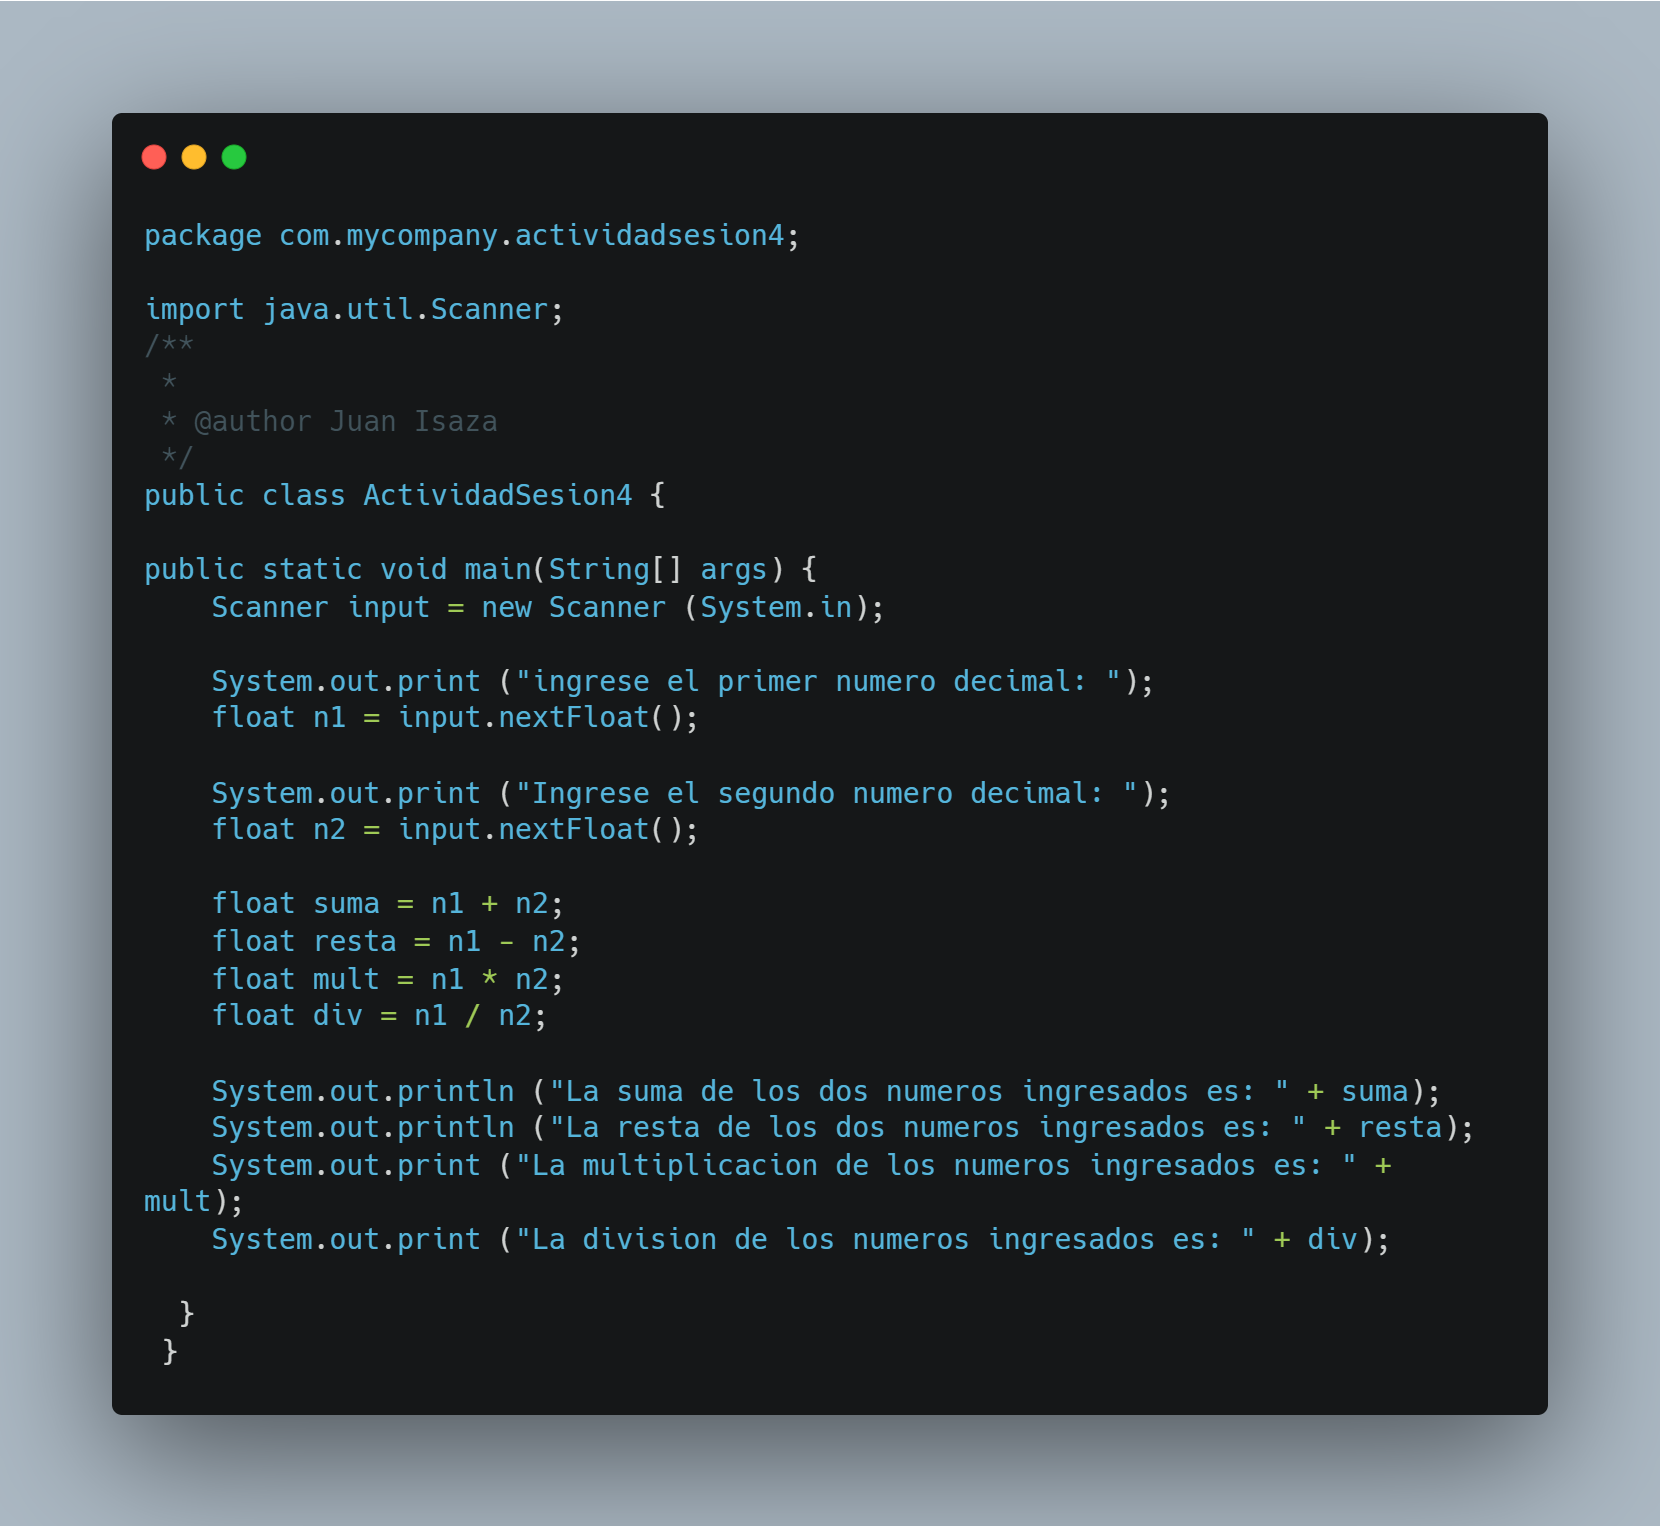 package com.mycompany.actividadsesion4;
import java.util.Scanner;
/**
 *
 * @author Juan Isaza
 */
public class ActividadSesion4 {
public static void main(String[] args) {
    Scanner input = new Scanner (System.in);
    System.out.print ("ingrese el primer numero decimal: ");
    float n1 = input.nextFloat();
    System.out.print ("Ingrese el segundo numero decimal: ");
    float n2 = input.nextFloat();
    float suma = n1 + n2;
    float resta = n1 - n2;
    float mult = n1 * n2;
    float div = n1 / n2;
    System.out.println ("La suma de los dos numeros ingresados es: " + suma);
    System.out.println ("La resta de los dos numeros ingresados es: " + resta);
    System.out.print ("La multiplicacion de los numeros ingresados es: " +
mult);
    System.out.print ("La division de los numeros ingresados es: " + div);
  }
 }